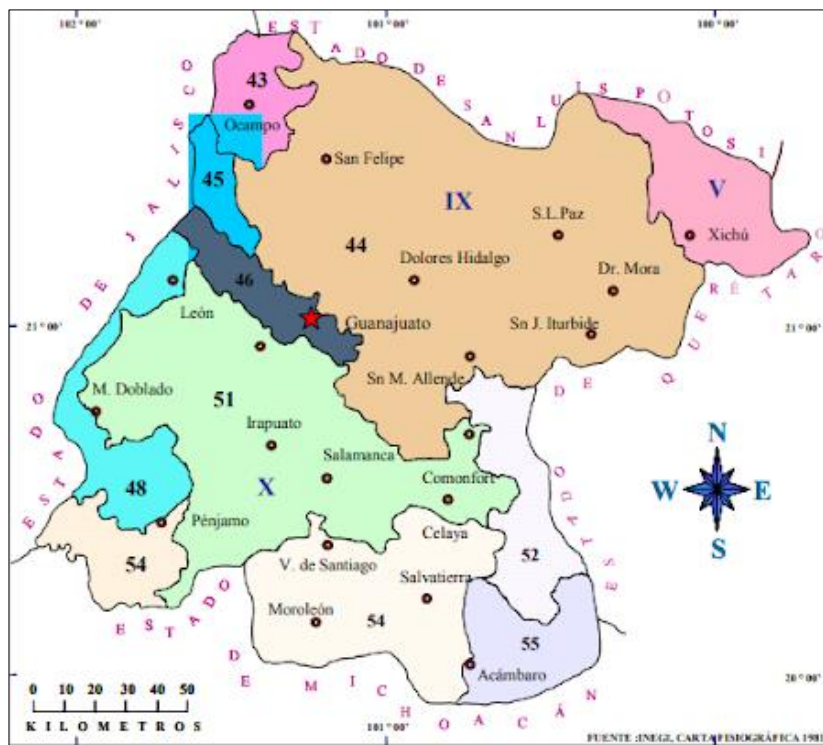 102 ° 00'
101 ° 00'
100 ° 00'
ESTADO DE SAN LUIS POTOSI
ESTADO DE JALISCO
43
Ocampo
San Felipe
45
IX
V
S.L.Paz
Xichú
44
Dolores Hidalgo
Dr. Mora
46
León
Guanajuato
Sn J. Iturbide
21 ° 00'
21 ° 00'
Sn M. Allende
ESTADO DE QUERÉTARO
M. Doblado
51
Irapuato
Salamanca
N
W E
S
48
X
Comonfort
Pénjamo
Celaya
54
52
V. de Santiago
Salvatierra
Moroleón
54
55
Acámbaro
ESTADO DE MICHOACÁN
20 ° 00'
0 10 20 30 40 50
K I L O M E T R O S
101 ° 00'
FUENTE :INEGI, CARTA FISIOGRÁFICA 1981